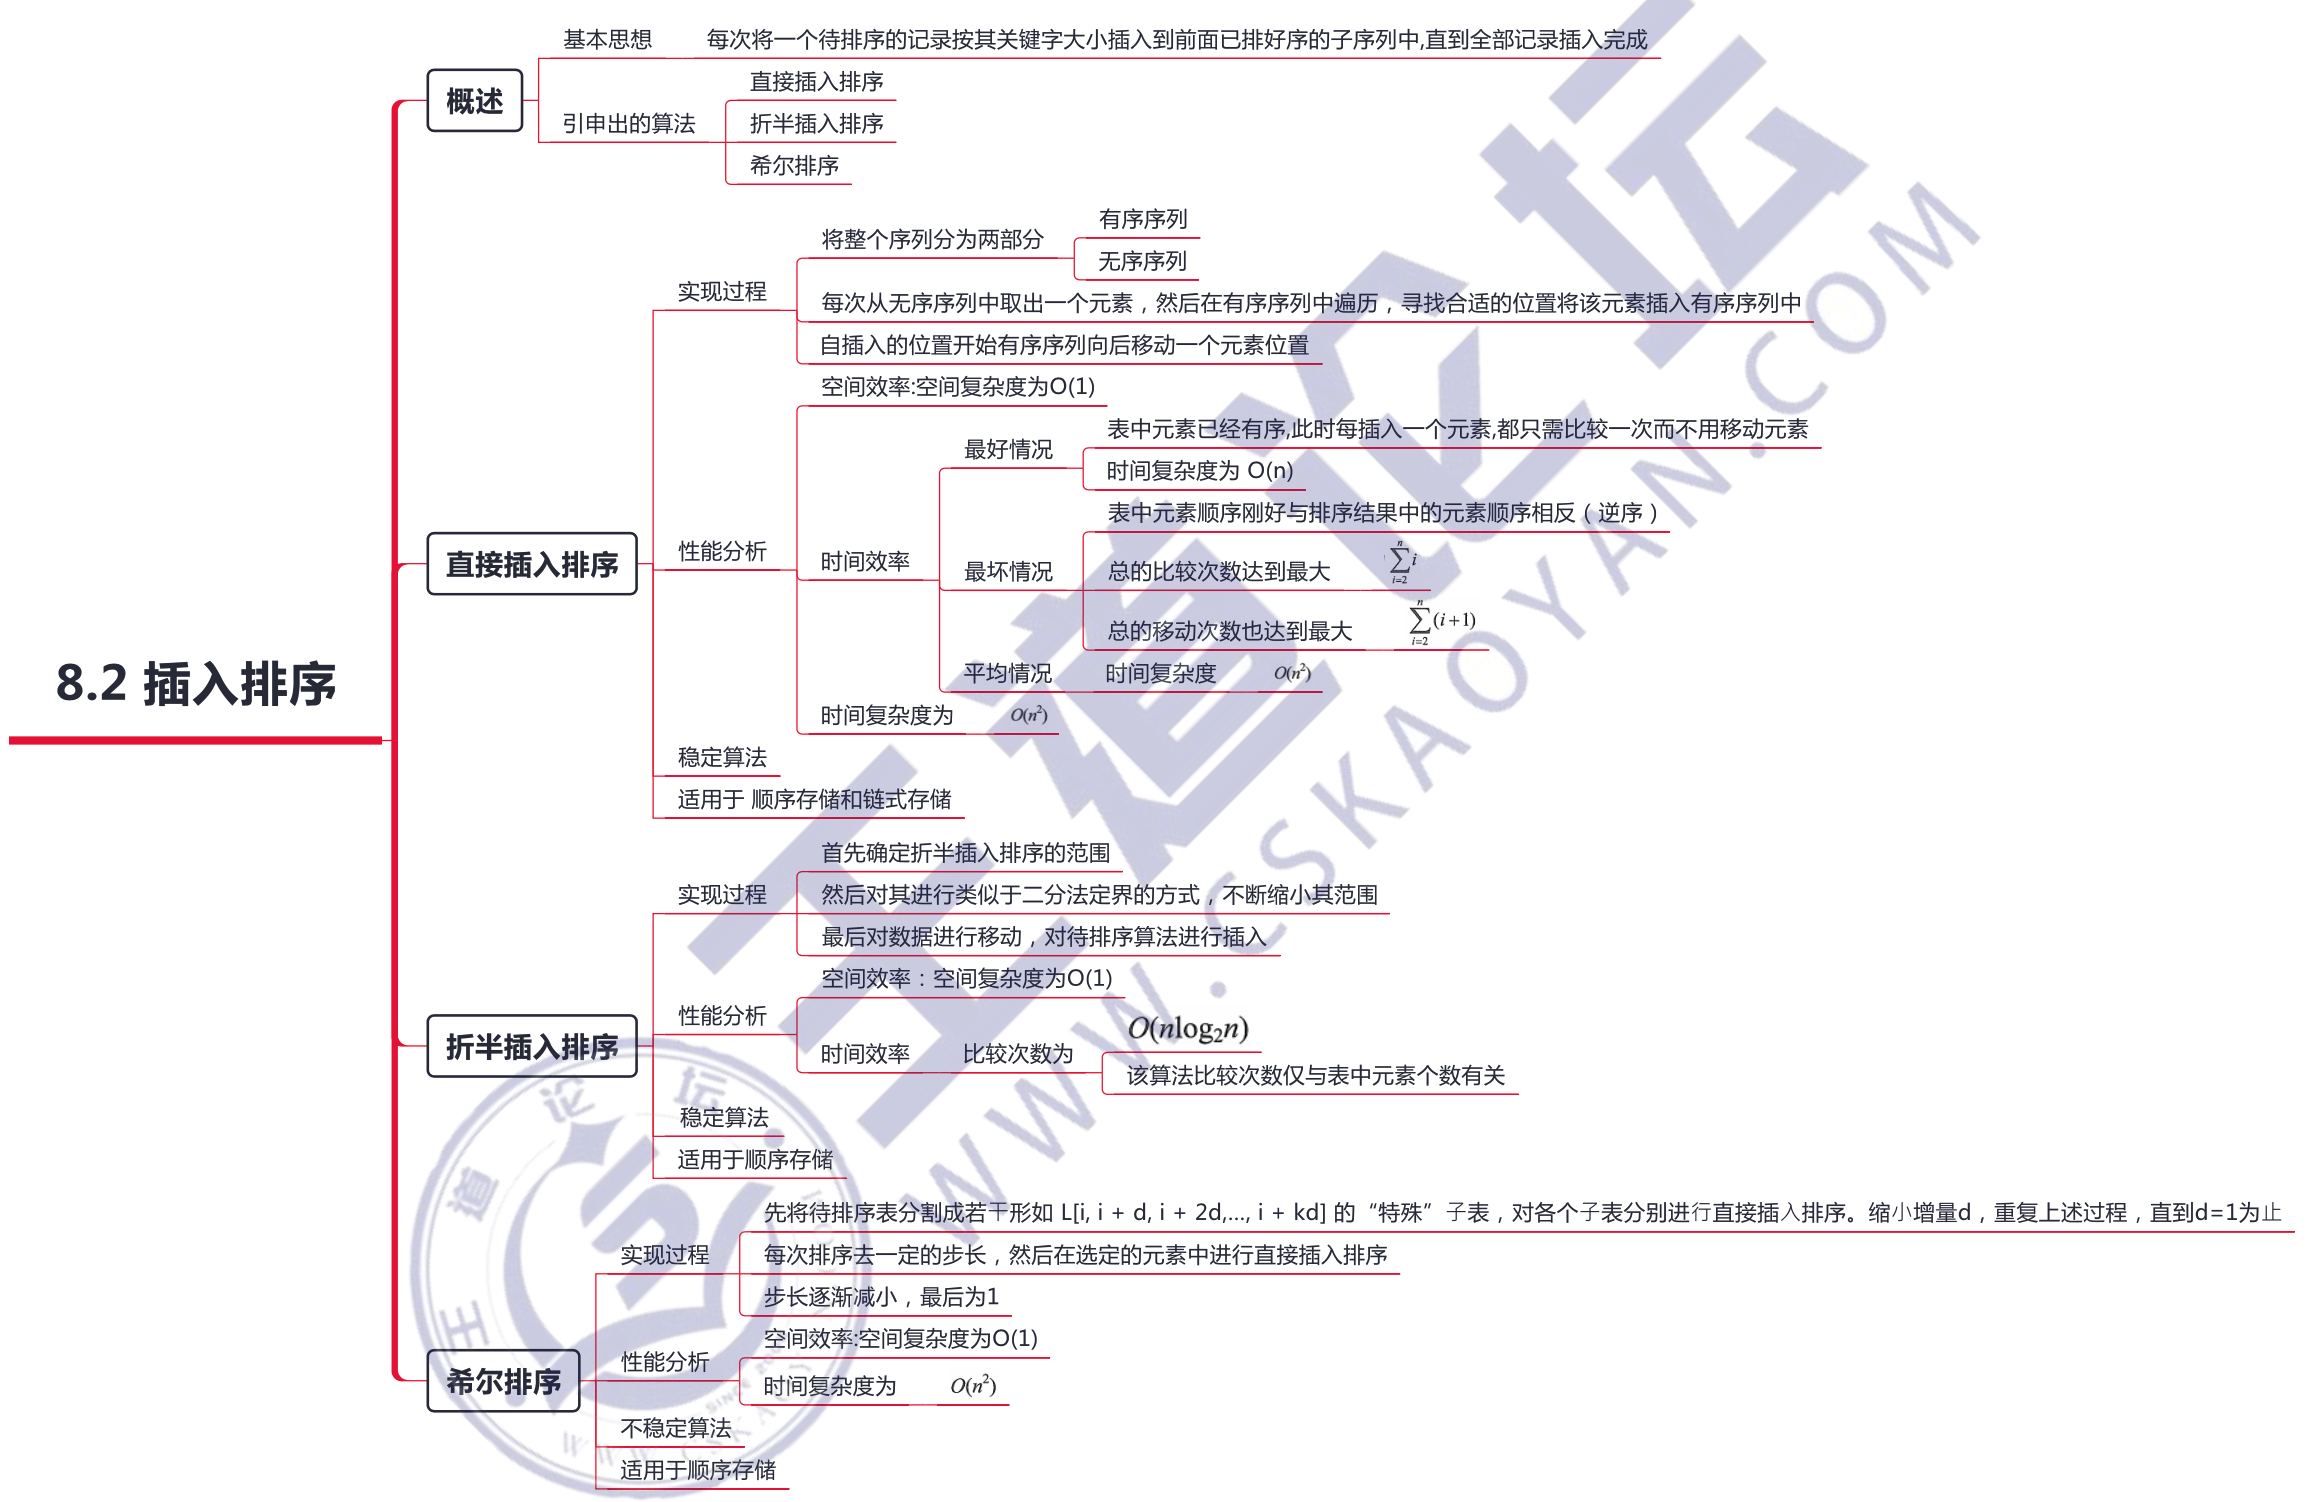 8.2 插入排序
概述
基本思想
每次将一个待排序的记录按其关键字大小插入到前面已排好序的子序列中,直到全部记录插入完成
引申出的算法
直接插入排序
折半插入排序
希尔排序
直接插入排序
实现过程
将整个序列分为两部分
有序序列
无序序列
每次从无序序列中取出一个元素，然后在有序序列中遍历，寻找合适的位置将该元素插入有序序列中
自插入的位置开始有序序列向后移动一个元素位置
性能分析
空间效率:空间复杂度为O(1)
时间效率
最好情况
表中元素已经有序,此时每插入一个元素,都只需比较一次而不用移动元素
时间复杂度为 O(n)
最坏情况
表中元素顺序刚好与排序结果中的元素顺序相反（逆序）
总的比较次数达到最大 ∑_{i=2}^{n} i
总的移动次数也达到最大 ∑_{i=2}^{n} (i+1)
平均情况
时间复杂度 O(n²)
时间复杂度为 O(n²)
稳定算法
适用于 顺序存储和链式存储
折半插入排序
实现过程
首先确定折半插入排序的范围
然后对其进行类似于二分法定界的方式，不断缩小其范围
最后对数据进行移动，对待排序算法进行插入
性能分析
空间效率：空间复杂度为O(1)
时间效率
比较次数为
O(nlog₂n)
该算法比较次数仅与表中元素个数有关
稳定算法
适用于顺序存储
希尔排序
实现过程
先将待排序表分割成若干形如 L[i, i + d, i + 2d,…, i + kd] 的“特殊”子表，对各个子表分别进行直接插入排序。缩小增量d，重复上述过程，直到d=1为止
每次排序去一定的步长，然后在选定的元素中进行直接插入排序
步长逐渐减小，最后为1
性能分析
空间效率:空间复杂度为O(1)
时间复杂度为 O(n²)
不稳定算法
适用于顺序存储
王道论坛
WWW.CSKAOYAN.COM
王道论坛